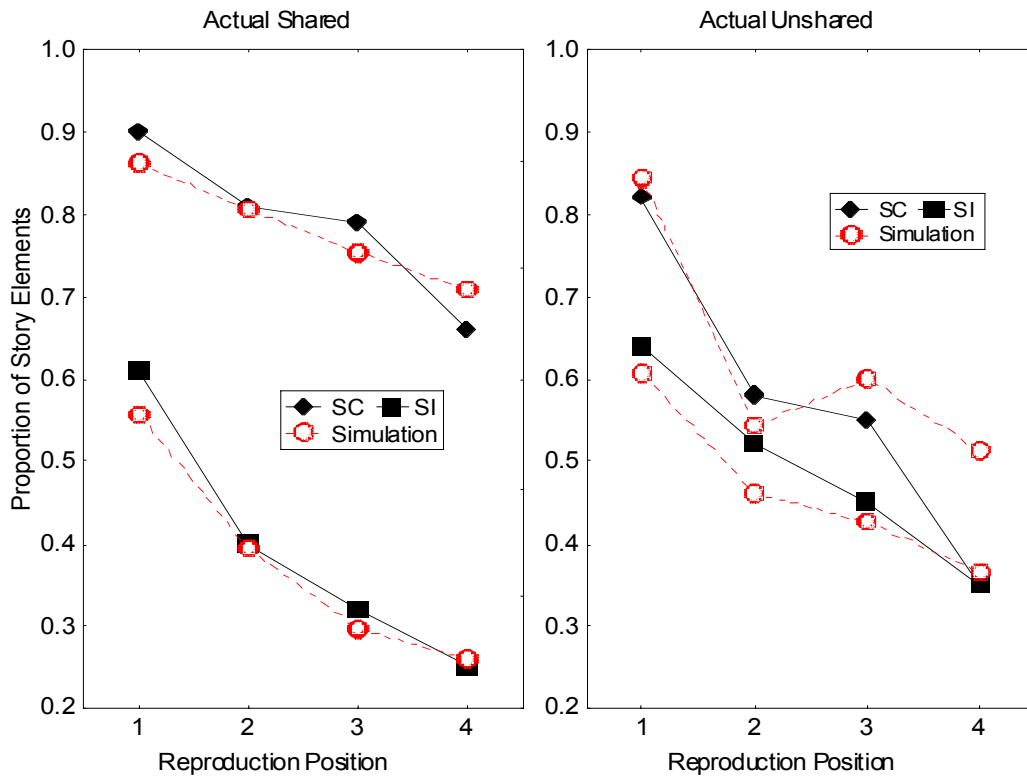 Actual Shared
Actual Unshared
Proportion of Story Elements
1.0
0.9
0.8
0.7
0.6
0.5
0.4
0.3
0.2
SC SI
Simulation
1 2 3 4
Reproduction Position
1.0
0.9
0.8
0.7
0.6
0.5
0.4
0.3
0.2
SC SI
Simulation
1 2 3 4
Reproduction Position